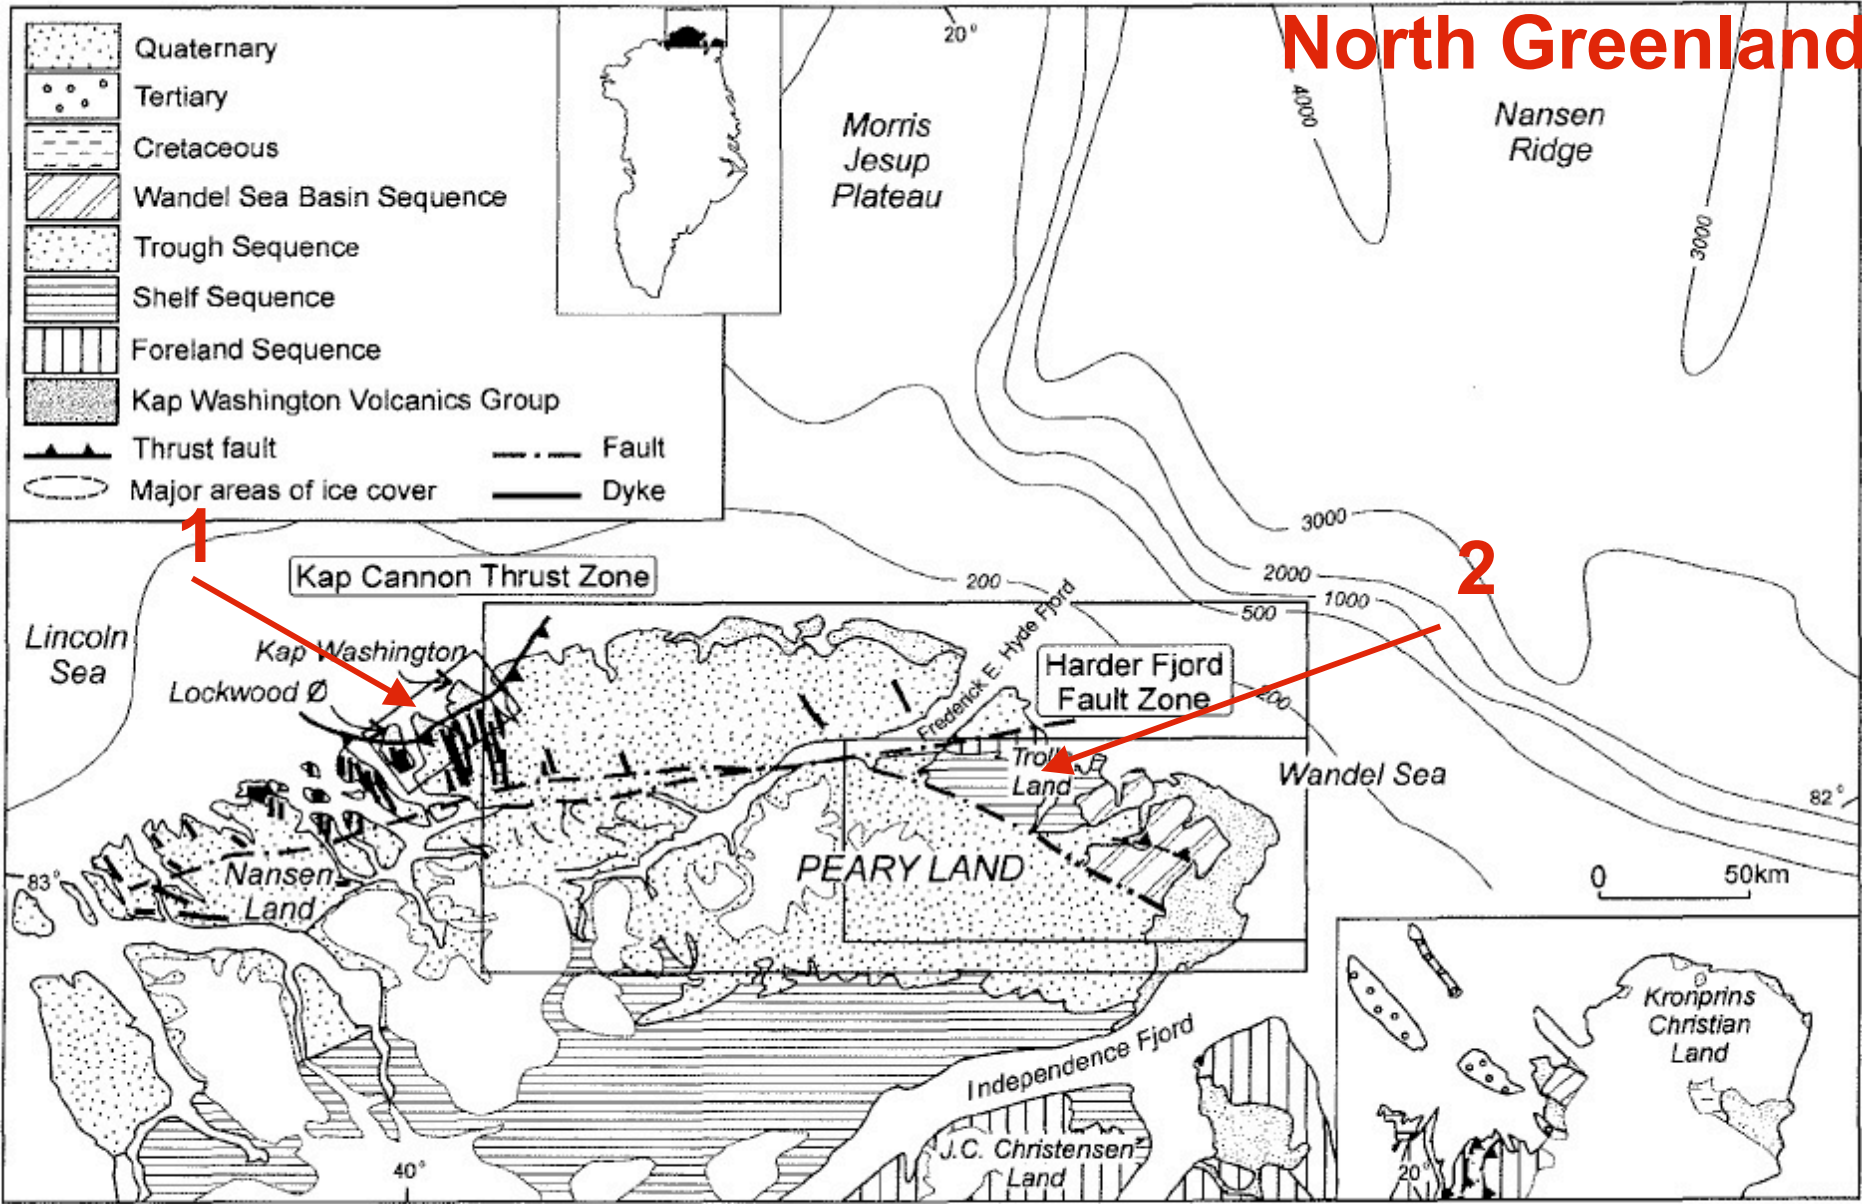 North Greenland
Quaternary
Tertiary
Cretaceous
Wandel Sea Basin Sequence
Trough Sequence
Shelf Sequence
Foreland Sequence
Kap Washington Volcanics Group
Thrust fault
Fault
Major areas of ice cover
Dyke
20°
Morris
Jesup
Plateau
4000
Nansen
Ridge
3000
1
Kap Cannon Thrust Zone
200
3000
2000
1000
500
2
Lincoln
Sea
Kap Washington
Lockwood Ø
Frederick E. Hyde Fjord
Harder Fjord
Fault Zone
200
Trolle
Land
Wandel Sea
82°
83°
Nansen
Land
PEARY LAND
0 50km
Independence Fjord
J.C. Christensen
Land
40°
Kronprins
Christian
Land
20°